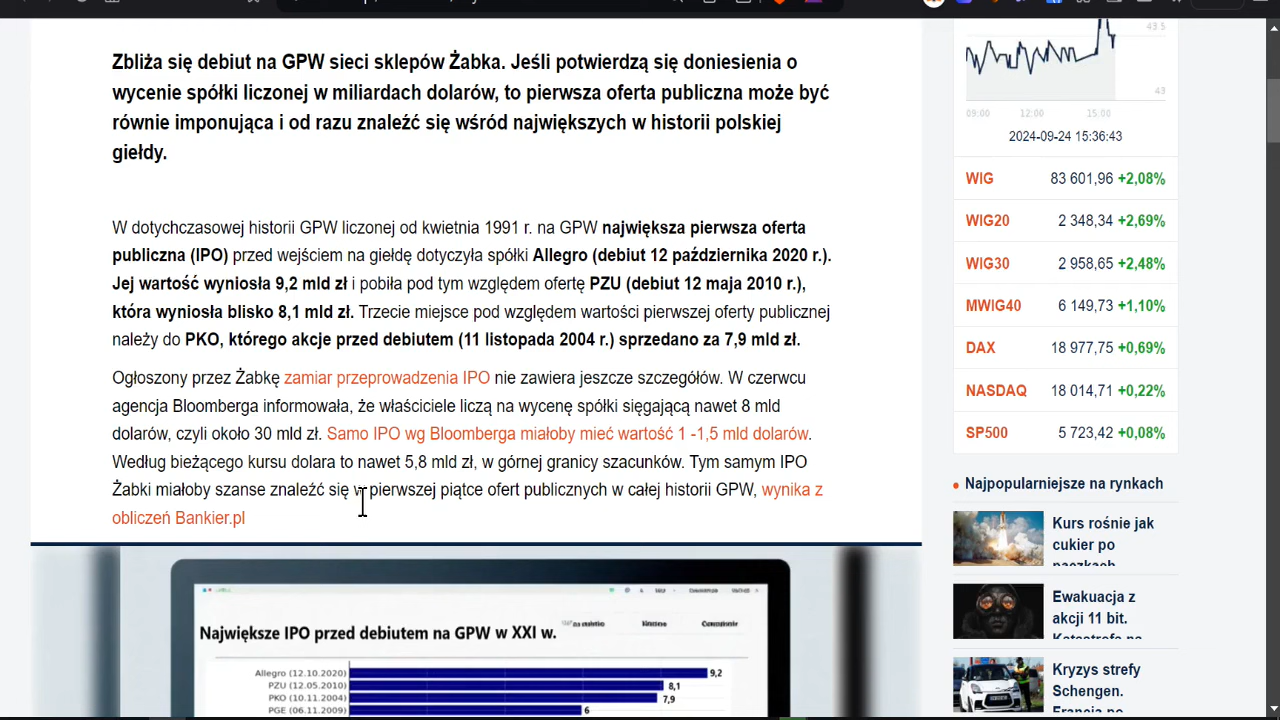 Zbliża się debiut na GPW sieci sklepów Żabka. Jeśli potwierdzą się doniesienia o
wycenie spółki liczonej w miliardach dolarów, to pierwsza oferta publiczna może być
równie imponująca i od razu znaleźć się wśród największych w historii polskiej
giełdy.
W dotychczasowej historii GPW liczonej od kwietnia 1991 r. na GPW największa pierwsza oferta
publiczna (IPO) przed wejściem na giełdę dotyczyła spółki Allegro (debiut 12 października 2020 r.).
Jej wartość wyniosła 9,2 mld zł i pobiła pod tym względem ofertę PZU (debiut 12 maja 2010 r.),
która wyniosła blisko 8,1 mld zł. Trzecie miejsce pod względem wartości pierwszej oferty publicznej
należy do PKO, którego akcje przed debiutem (11 listopada 2004 r.) sprzedano za 7,9 mld zł.
Ogłoszony przez Żabkę zamiar przeprowadzenia IPO nie zawiera jeszcze szczegółów. W czerwcu
agencja Bloomberga informowała, że właściciele liczą na wycenę spółki sięgającą nawet 8 mld
dolarów, czyli około 30 mld zł. Samo IPO wg Bloomberga miałoby mieć wartość 1 -1,5 mld dolarów.
Według bieżącego kursu dolara to nawet 5,8 mld zł, w górnej granicy szacunków. Tym samym IPO
Żabki miałoby szanse znaleźć się w pierwszej piątce ofert publicznych w całej historii GPW, wynika z
obliczeń Bankier.pl
Największe IPO przed debiutem na GPW w XXI w.
Allegro (12.10.2020) 9,2
PZU (12.05.2010) 8,1
PKO (10.11.2004) 7,9
PGE (06.11.2009) 6
43.5
43
09:00 12:00 15:00
2024-09-24 15:36:43
WIG 83 601,96 +2,08%
WIG20 2 348,34 +2,69%
WIG30 2 958,65 +2,48%
MWIG40 6 149,73 +1,10%
DAX 18 977,75 +0,69%
NASDAQ 18 014,71 +0,22%
SP500 5 723,42 +0,08%
Najpopularniejsze na rynkach
Kurs rośnie jak
cukier po
pączkach
Ewakucja z
akcji 11 bit.
Katastrofa na
Kryzys strefy
Schengen.
Francja po